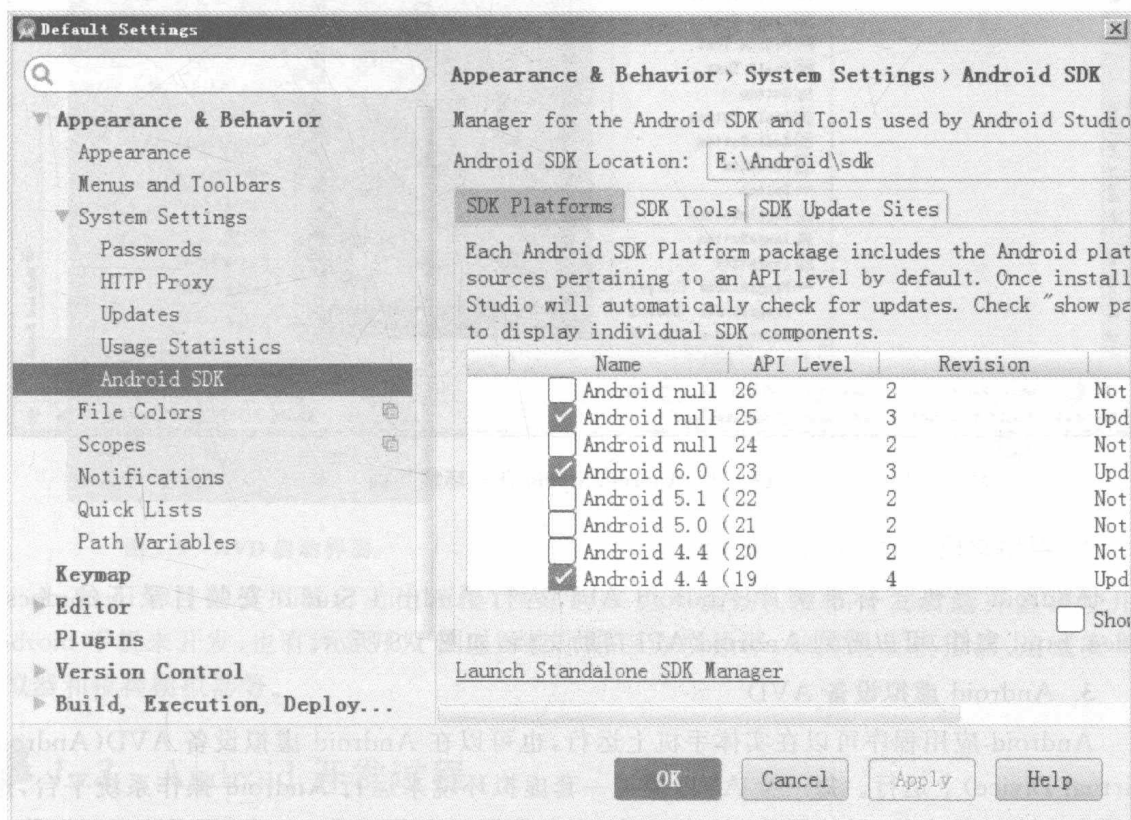 Default Settings
Appearance & Behavior
Appearance
Menus and Toolbars
System Settings
Passwords
HTTP Proxy
Updates
Usage Statistics
Android SDK
File Colors
Scopes
Notifications
Quick Lists
Path Variables
Keymap
Editor
Plugins
Version Control
Build, Execution, Deploy...
Appearance & Behavior › System Settings › Android SDK
Manager for the Android SDK and Tools used by Android Studio
Android SDK Location: E:\Android\sdk
SDK Platforms SDK Tools SDK Update Sites
Each Android SDK Platform package includes the Android plat
sources pertaining to an API level by default. Once install
Studio will automatically check for updates. Check "show pa
to display individual SDK components.
Name API Level Revision
Android null 26 2 Not
Android null 25 3 Upd
Android null 24 2 Not
Android 6.0 (23 3 Upd
Android 5.1 (22 2 Not
Android 5.0 (21 2 Not
Android 4.4 (20 2 Not
Android 4.4 (19 4 Upd
Show
Launch Standalone SDK Manager
OK Cancel Apply Help